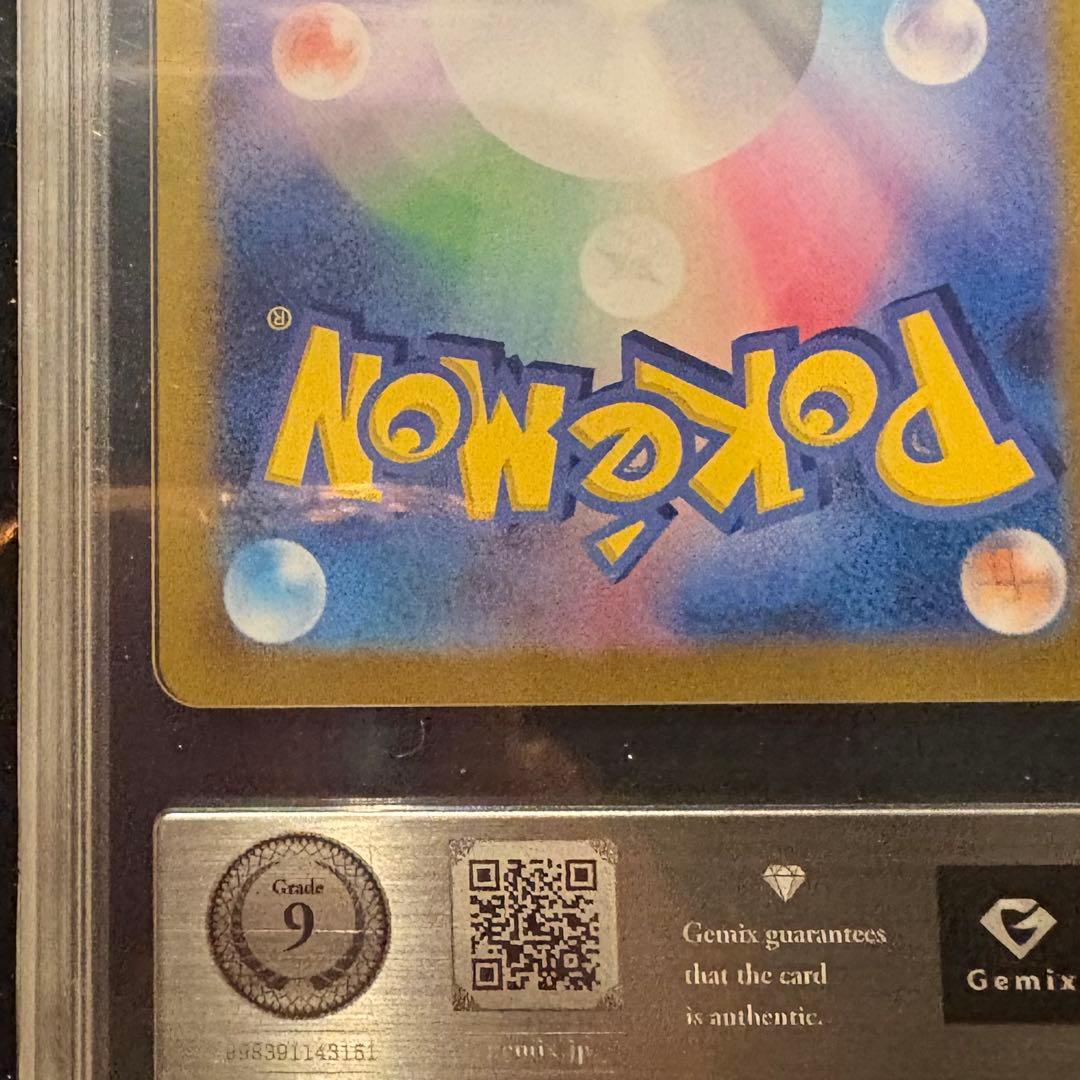 Pokémon
®
Grade
9
Gemix guarantees
that the card
is authentic.
Gemix